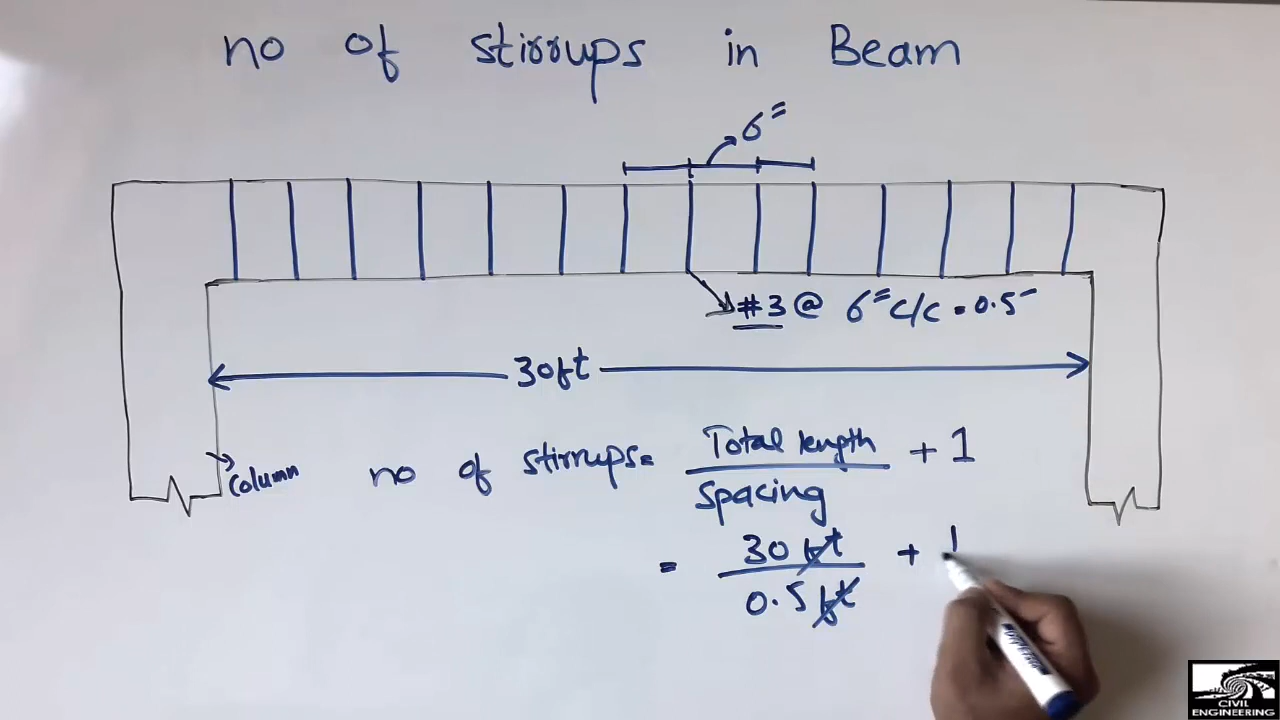 no of stirrups in Beam
6"
#3 @ 6" c/c = 0.5'
30ft
Column
no of stirrups = Total length + 1
Spacing
= 30 ft + 1
0.5 ft
CIVIL
ENGINEERING